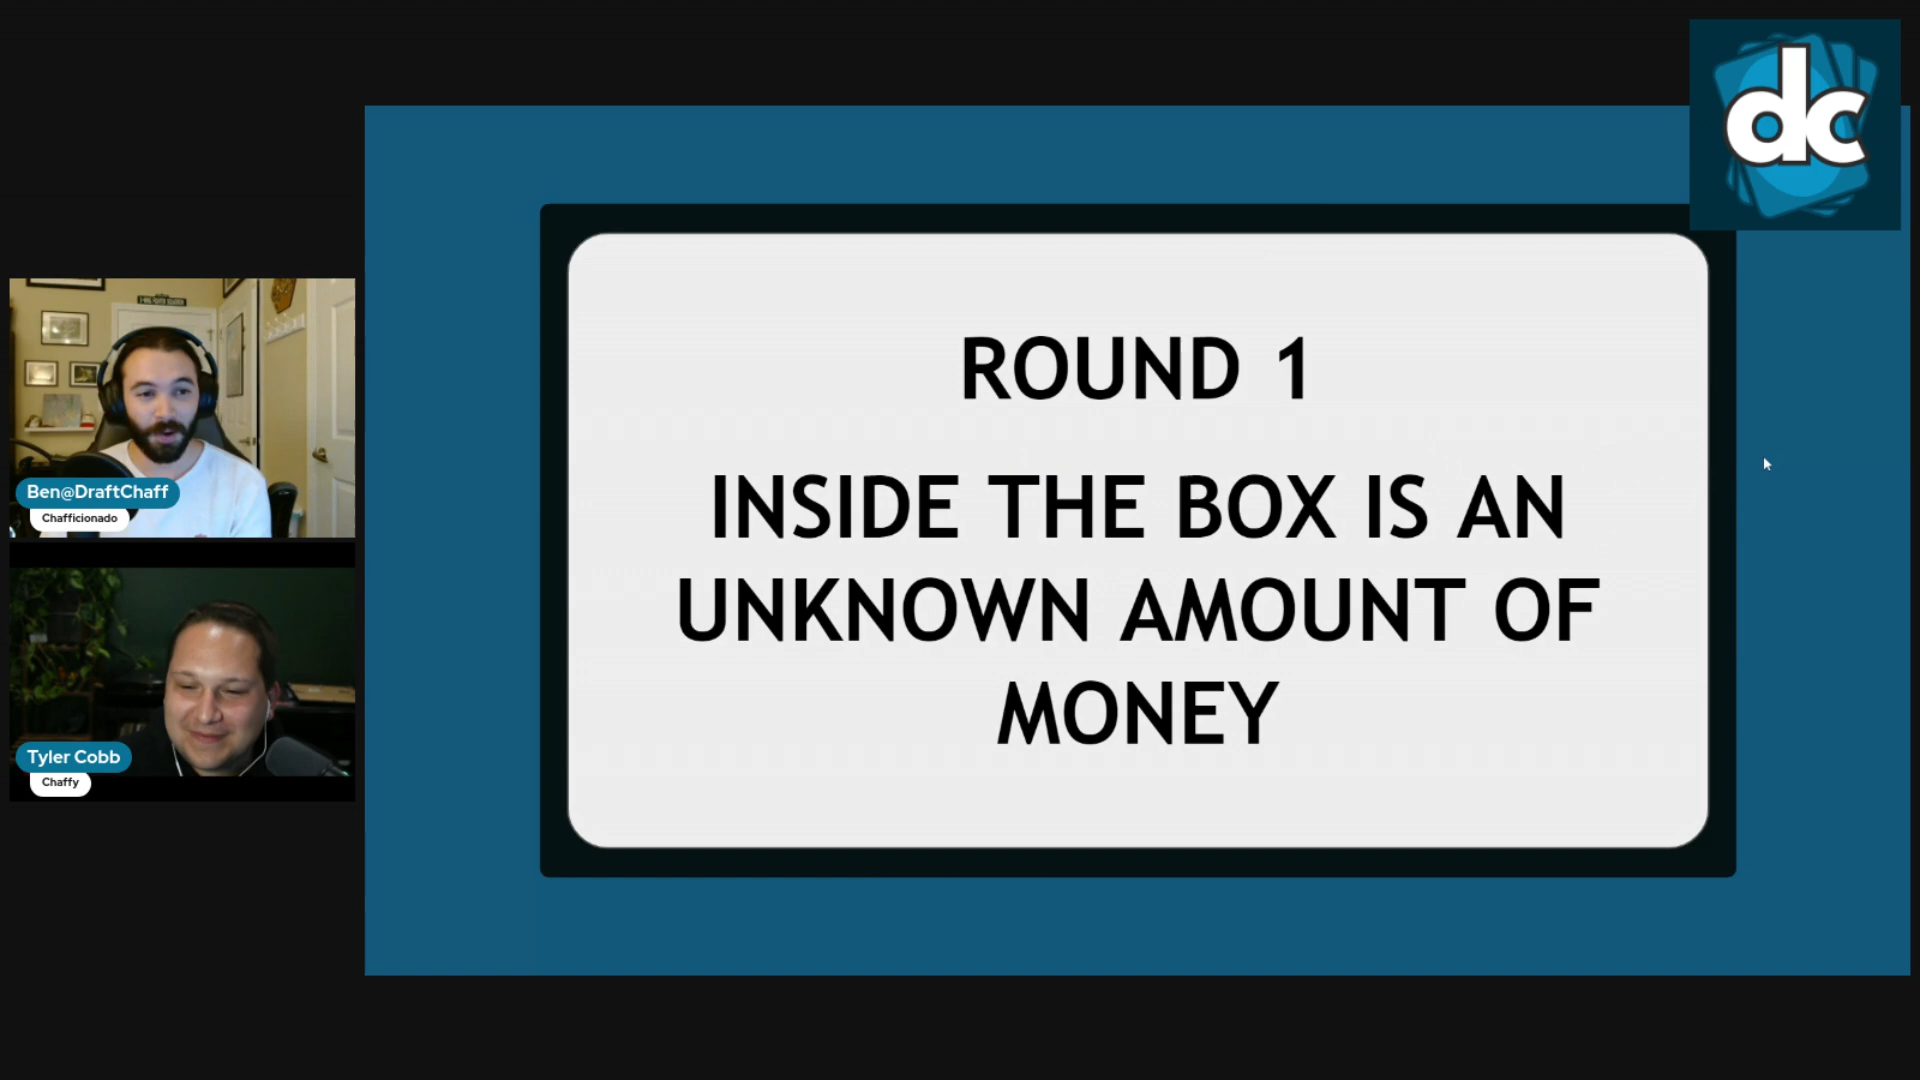 dc
ROUND 1
INSIDE THE BOX IS AN
UNKNOWN AMOUNT OF
MONEY
Ben@DraftChaff
Chafficionado
Tyler Cobb
Chaffy